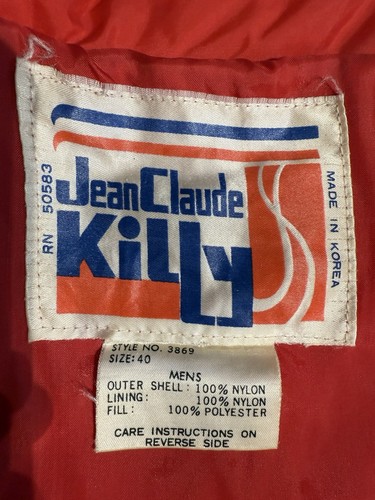 RN 50583
Jean Claude
Killy
MADE IN KOREA
STYLE NO. 3869
SIZE: 40
MENS
OUTER SHELL: 100% NYLON
LINING: 100% NYLON
FILL: 100% POLYESTER
CARE INSTRUCTIONS ON
REVERSE SIDE